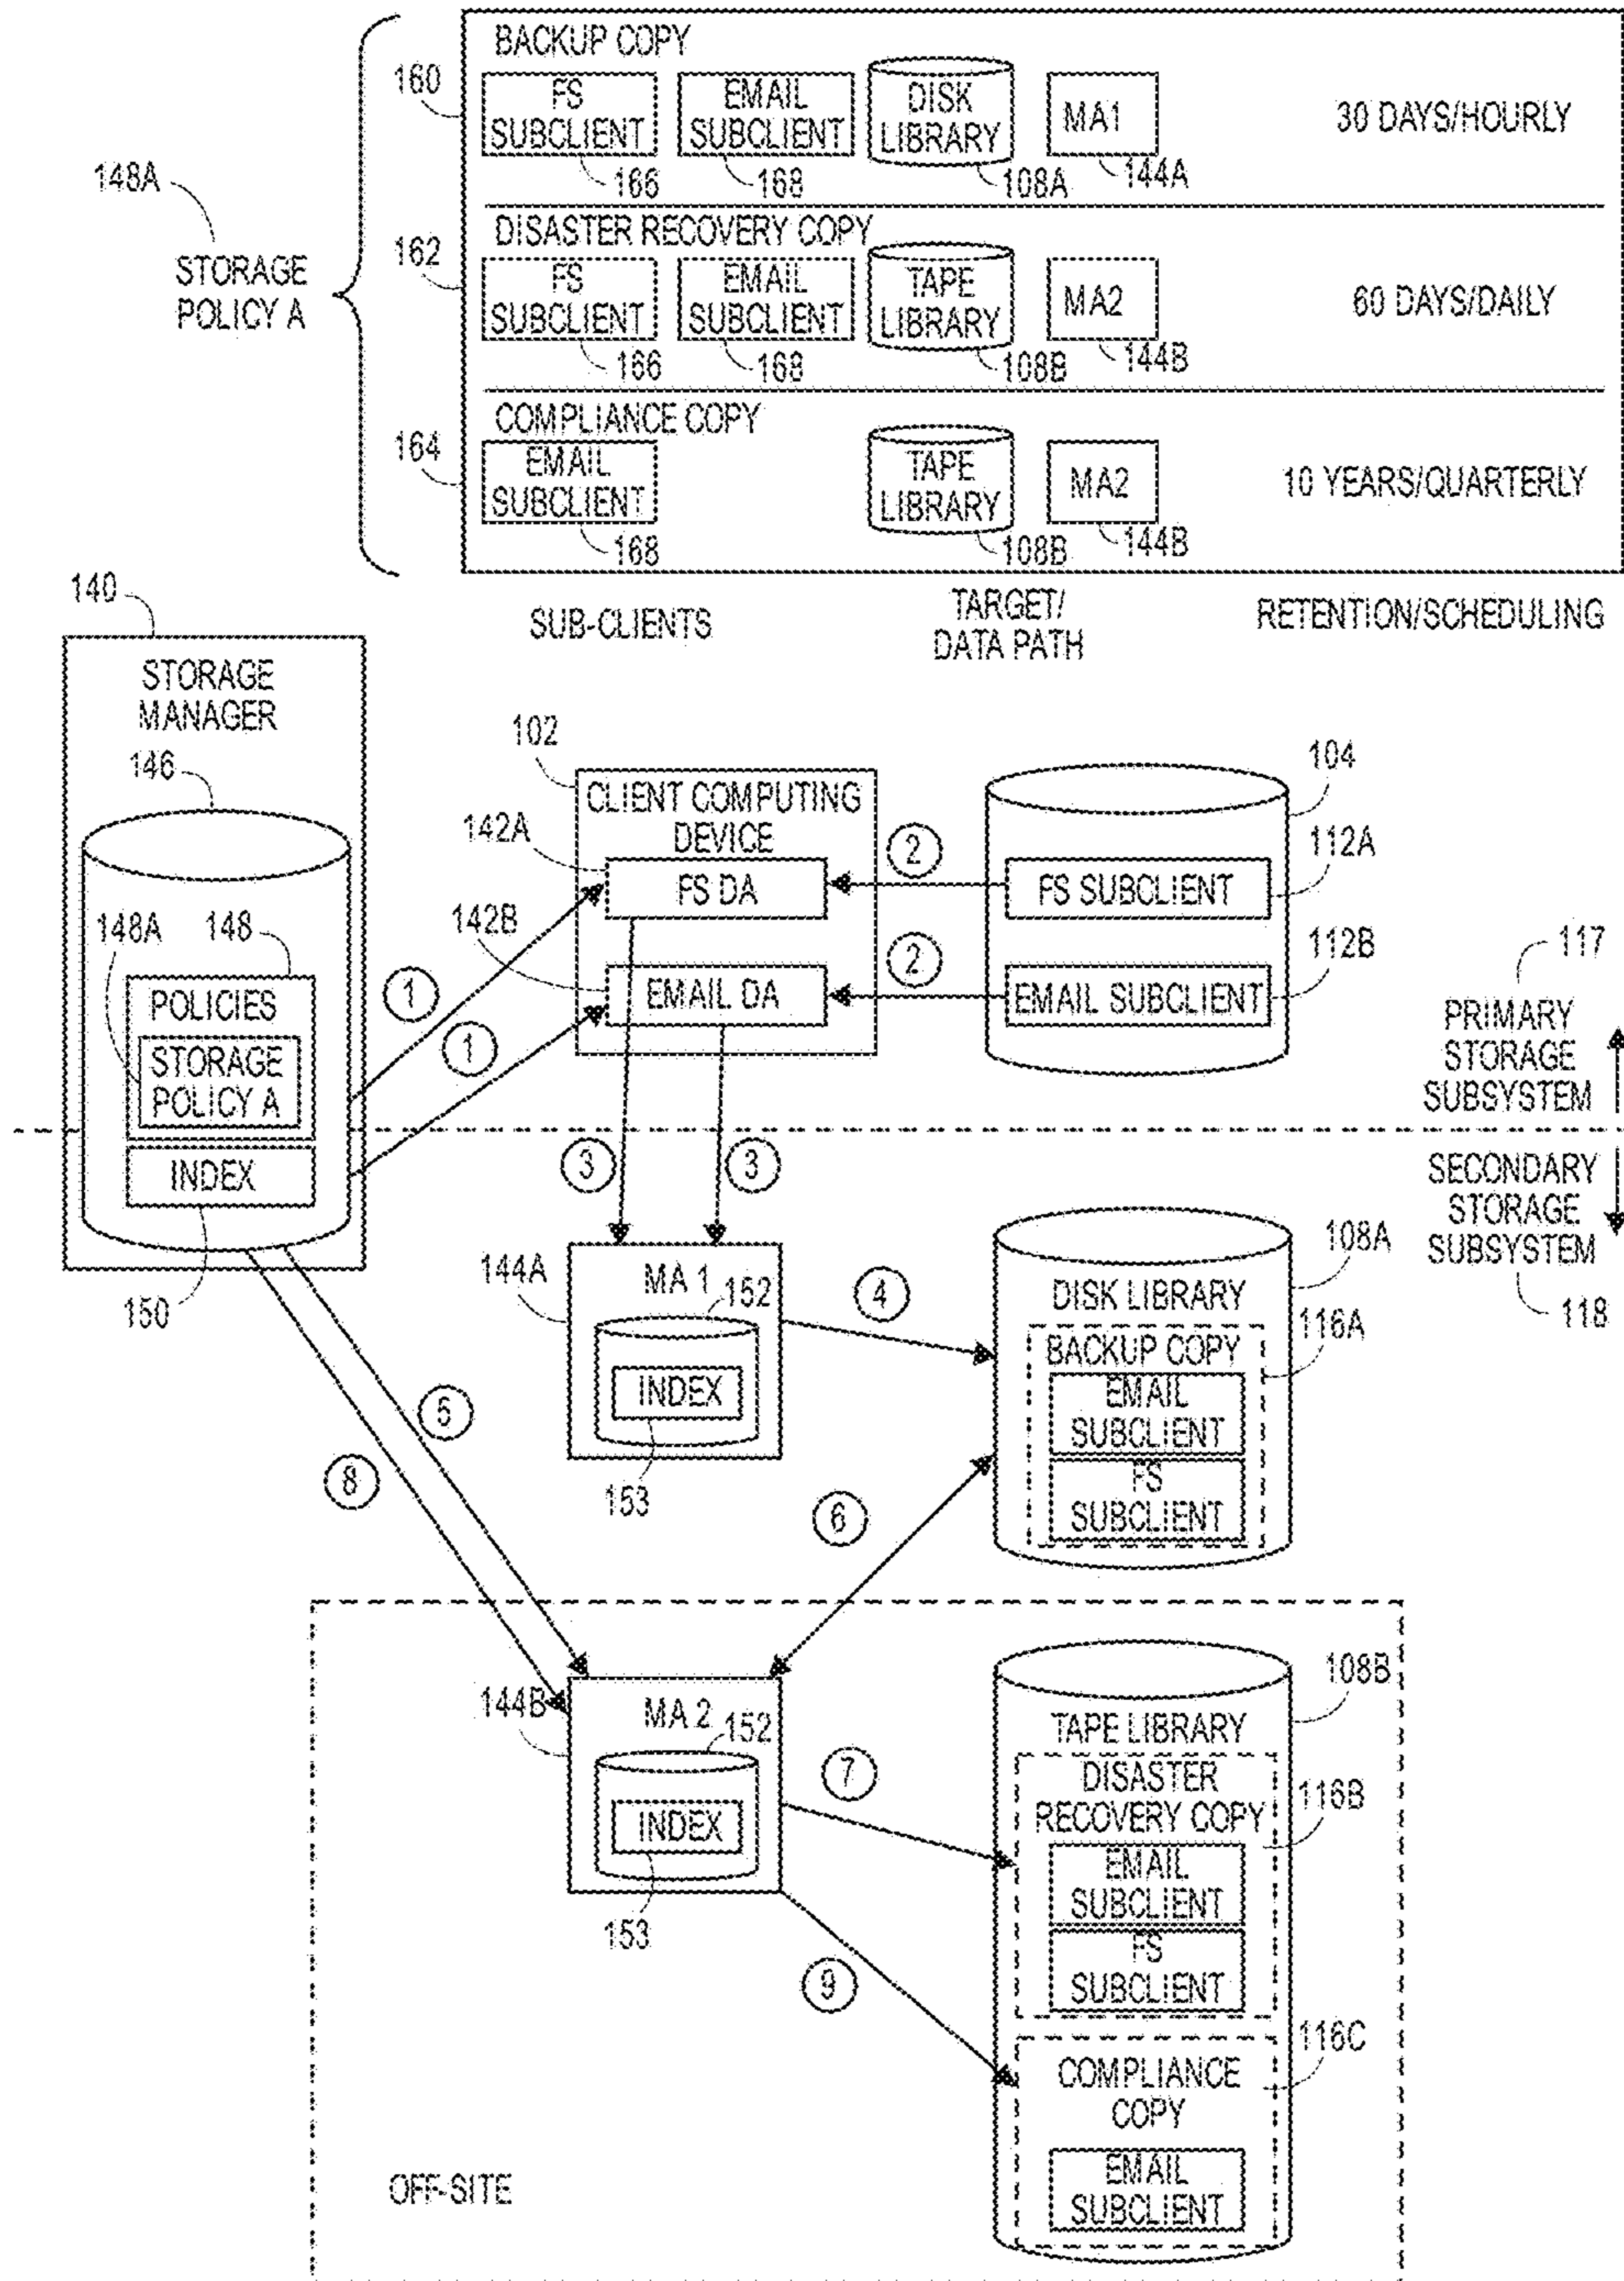 BACKUP COPY
160
FS
SUBCLIENT
166
EMAIL
SUBCLIENT
168
DISK
LIBRARY
108A
MA1
144A
30 DAYS/HOURLY
148A
STORAGE
POLICY A
DISASTER RECOVERY COPY
162
FS
SUBCLIENT
166
EMAIL
SUBCLIENT
168
TAPE
LIBRARY
108B
MA2
144B
60 DAYS/DAILY
COMPLIANCE COPY
164
EMAIL
SUBCLIENT
168
TAPE
LIBRARY
108B
MA2
144B
10 YEARS/QUARTERLY
SUB-CLIENTS
TARGET/
DATA PATH
RETENTION/SCHEDULING
140
STORAGE
MANAGER
146
148A
148
POLICIES
STORAGE
POLICY A
INDEX
150
102
CLIENT COMPUTING
DEVICE
142A
FS DA
142B
EMAIL DA
1
1
2
2
104
112A
FS SUBCLIENT
112B
EMAIL SUBCLIENT
117
PRIMARY
STORAGE
SUBSYSTEM
SECONDARY
STORAGE
SUBSYSTEM
118
3
3
144A
MA 1
152
INDEX
153
4
108A
DISK LIBRARY
116A
BACKUP COPY
EMAIL
SUBCLIENT
FS
SUBCLIENT
5
8
6
144B
MA 2
152
INDEX
153
7
9
108B
TAPE LIBRARY
DISASTER
RECOVERY COPY
116B
EMAIL
SUBCLIENT
FS
SUBCLIENT
116C
COMPLIANCE
COPY
EMAIL
SUBCLIENT
OFF-SITE